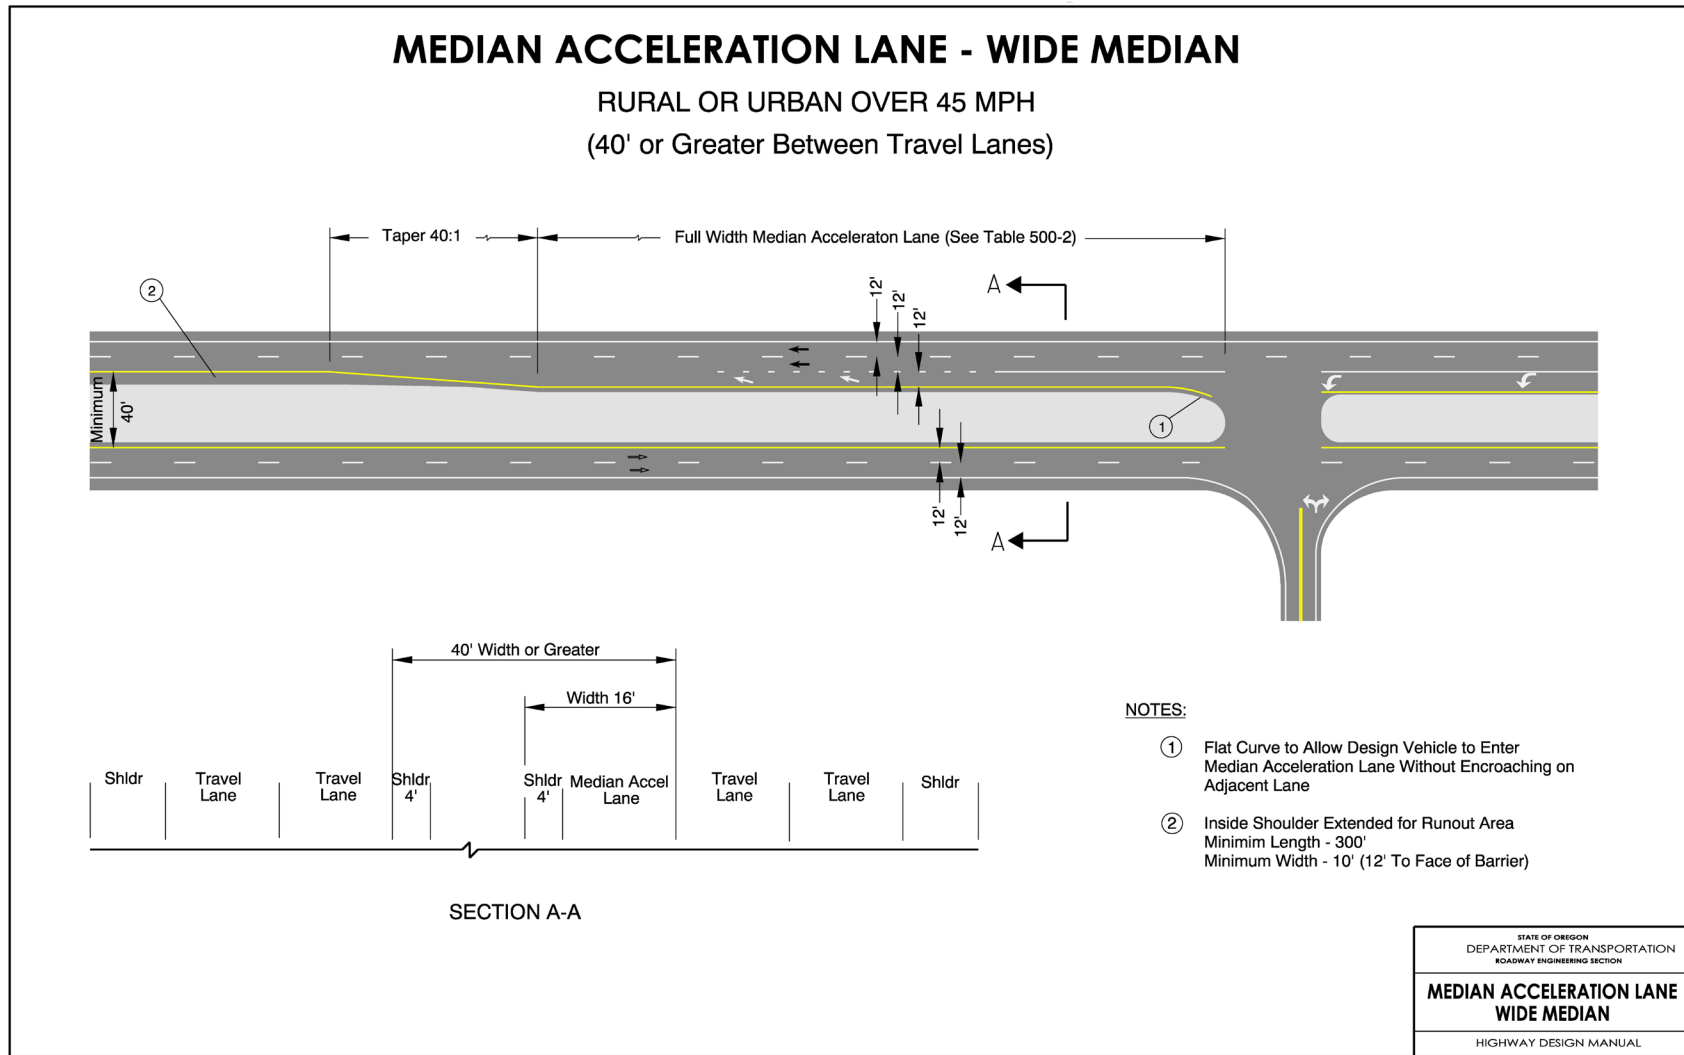 MEDIAN ACCELERATION LANE - WIDE MEDIAN
RURAL OR URBAN OVER 45 MPH
(40' or Greater Between Travel Lanes)
Taper 40:1
Full Width Median Acceleraton Lane (See Table 500-2)
2
12'
12'
12'
A
Minimum
40'
1
12'
12'
A
40' Width or Greater
Width 16'
Shldr
Travel
Lane
Travel
Lane
Shldr
4'
Shldr
4'
Median Accel
Lane
Travel
Lane
Travel
Lane
Shldr
SECTION A-A
NOTES:
1 Flat Curve to Allow Design Vehicle to Enter
Median Acceleration Lane Without Encroaching on
Adjacent Lane
2 Inside Shoulder Extended for Runout Area
Minimim Length - 300'
Minimum Width - 10' (12' To Face of Barrier)
STATE OF OREGON
DEPARTMENT OF TRANSPORTATION
ROADWAY ENGINEERING SECTION
MEDIAN ACCELERATION LANE
WIDE MEDIAN
HIGHWAY DESIGN MANUAL